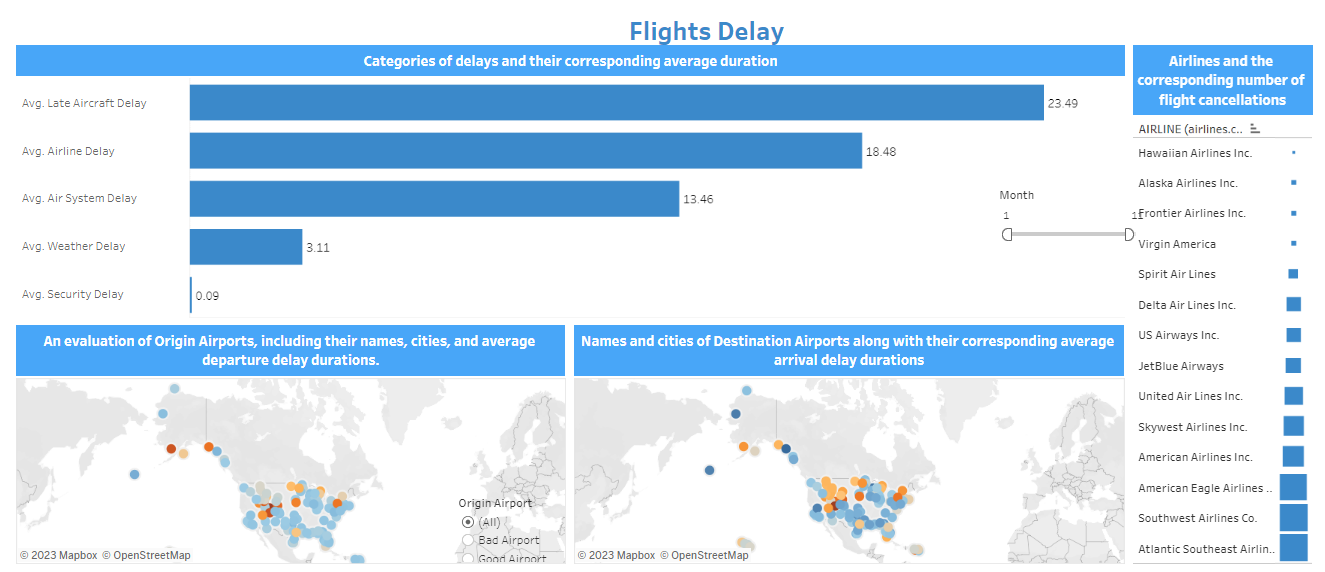 Flights Delay
Categories of delays and their corresponding average duration
Avg. Late Aircraft Delay
23.49
Avg. Airline Delay
18.48
Avg. Air System Delay
13.46
Avg. Weather Delay
3.11
Avg. Security Delay
0.09
Month
1
Airlines and the
corresponding number of
flight cancellations
AIRLINE (airlines.c..
Hawaiian Airlines Inc.
Alaska Airlines Inc.
Frontier Airlines Inc.
Virgin America
Spirit Air Lines
Delta Air Lines Inc.
US Airways Inc.
JetBlue Airways
United Air Lines Inc.
Skywest Airlines Inc.
American Airlines Inc.
American Eagle Airlines ..
Southwest Airlines Co.
Atlantic Southeast Airlin..
An evaluation of Origin Airports, including their names, cities, and average
departure delay durations.
Origin Airport
(All)
Bad Airport
Good Airport
© 2023 Mapbox © OpenStreetMap
Names and cities of Destination Airports along with their corresponding average
arrival delay durations
© 2023 Mapbox © OpenStreetMap